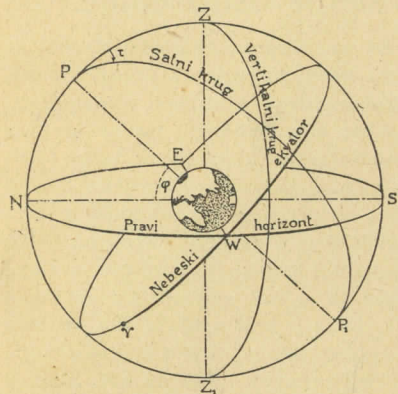 Z
P
τ
Satni krug
Vertikalni krug
E
φ
ekvator
N
S
Pravi
horizont
W
Nebeski
γ
P₁
Z₁